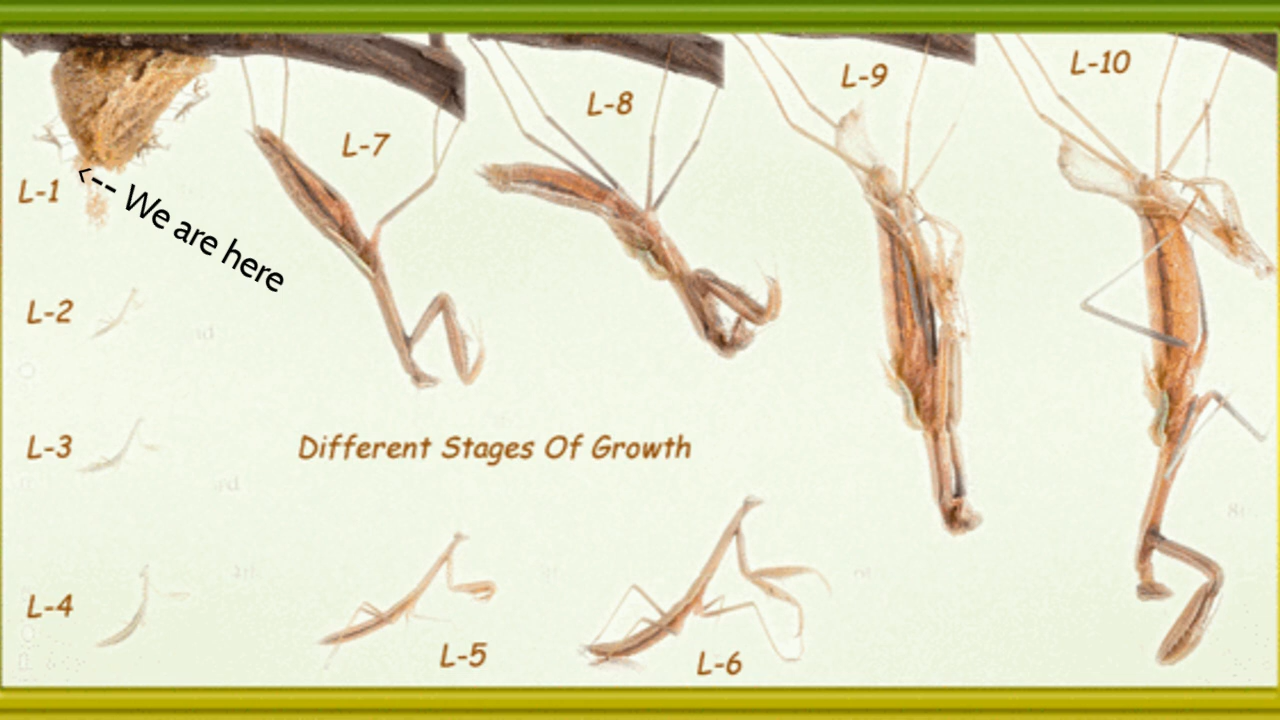 L-10
L-9
L-8
L-7
L-1
<-- We are here
L-2
L-3
Different Stages Of Growth
L-4
L-5
L-6